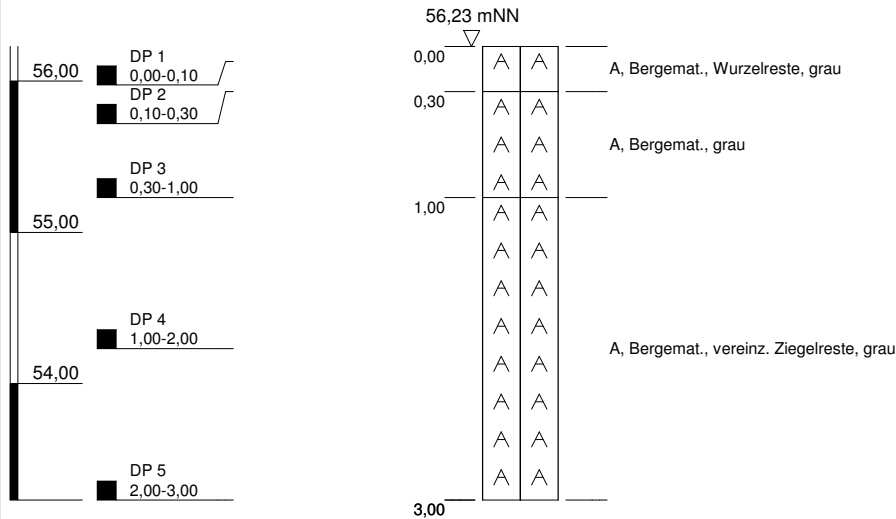 56,23 mNN
56,00
55,00
54,00
DP 1
0,00-0,10
DP 2
0,10-0,30
DP 3
0,30-1,00
DP 4
1,00-2,00
DP 5
2,00-3,00
0,00
0,30
1,00
3,00
A A
A A
A A
A A
A A
A A
A A
A A
A A
A A
A A
A A
A, Bergemat., Wurzelreste, grau
A, Bergemat., grau
A, Bergemat., vereinz. Ziegelreste, grau